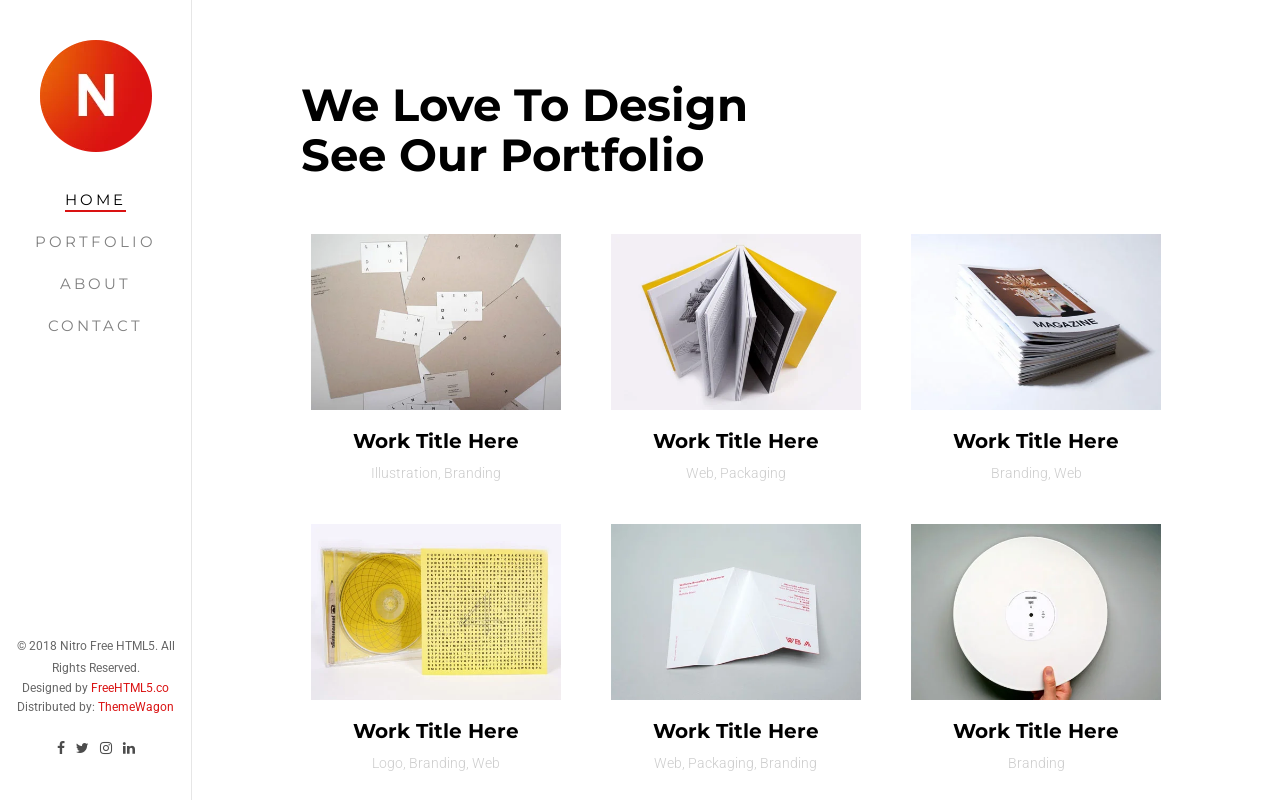 N
HOME
PORTFOLIO
ABOUT
CONTACT
© 2018 Nitro Free HTML5. All
Rights Reserved.
Designed by FreeHTML5.co
Distributed by: ThemeWagon
We Love To Design
See Our Portfolio
MAGAZINE
Work Title Here
Illustration, Branding
Work Title Here
Web, Packaging
Work Title Here
Branding, Web
WBA
Work Title Here
Logo, Branding, Web
Work Title Here
Web, Packaging, Branding
Work Title Here
Branding